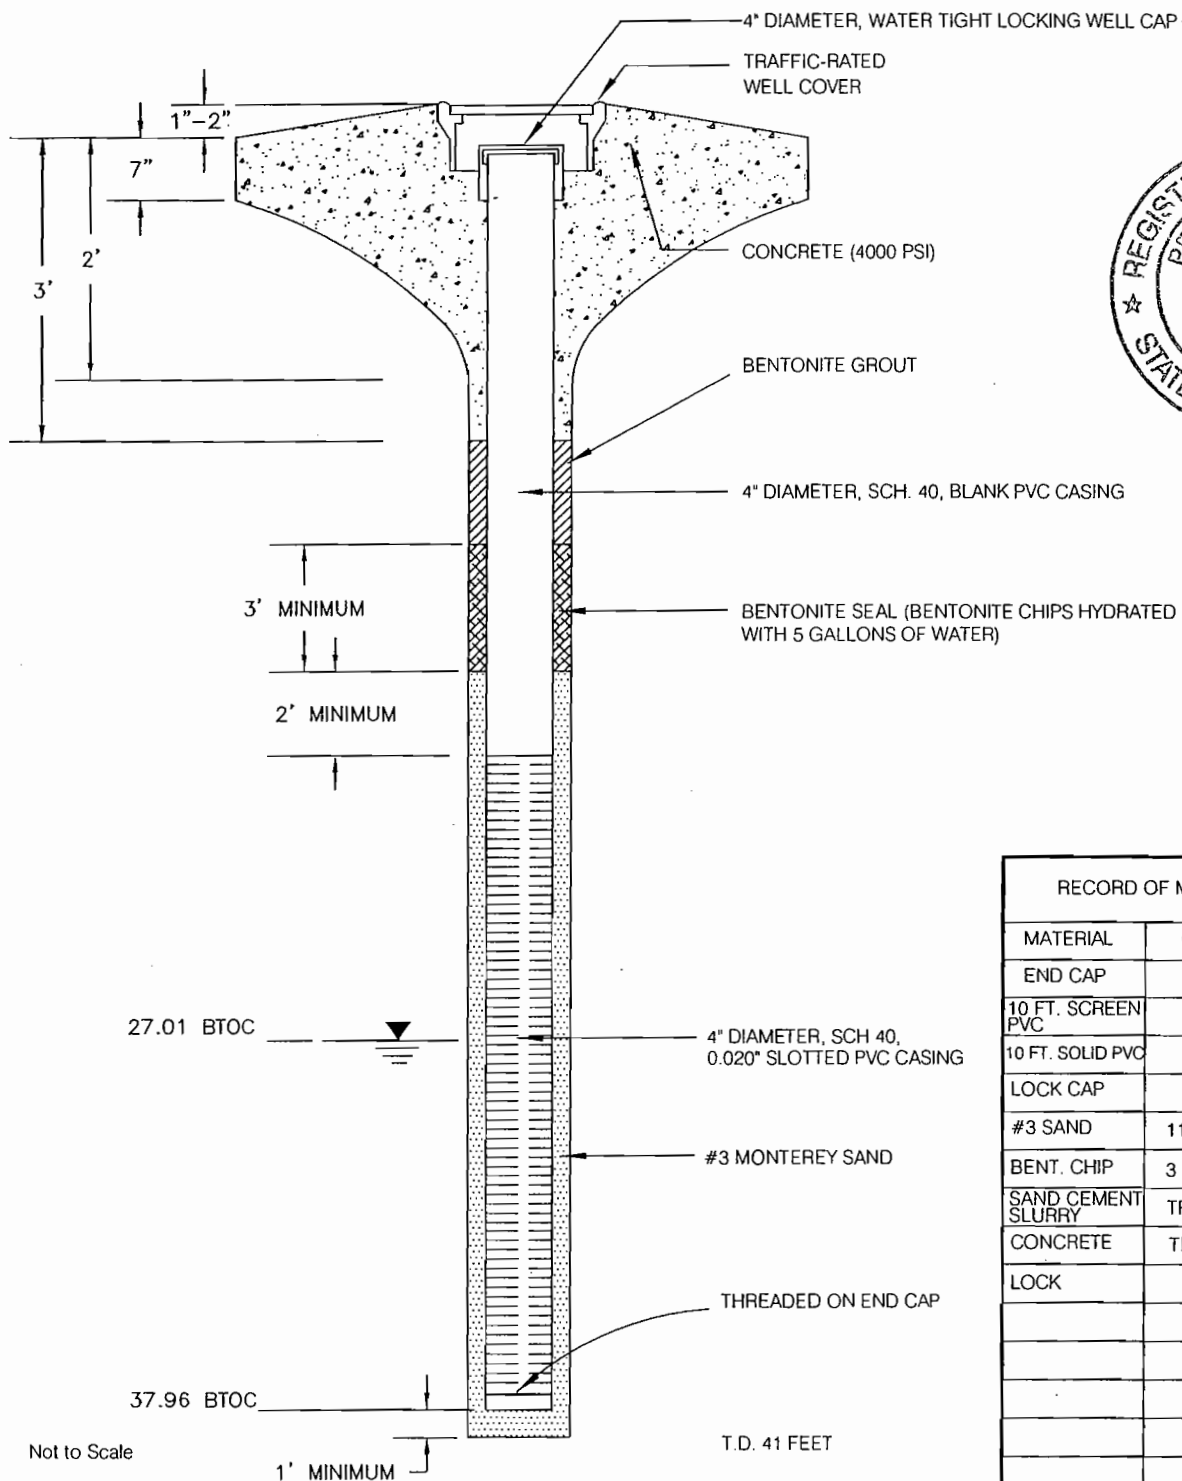 4" DIAMETER, WATER TIGHT LOCKING WELL CAP
TRAFFIC-RATED
WELL COVER
1"-2"
7"
2'
3'
CONCRETE (4000 PSI)
BENTONITE GROUT
4" DIAMETER, SCH. 40, BLANK PVC CASING
3' MINIMUM
BENTONITE SEAL (BENTONITE CHIPS HYDRATED
WITH 5 GALLONS OF WATER)
2' MINIMUM
27.01 BTOC
4" DIAMETER, SCH 40,
0.020" SLOTTED PVC CASING
#3 MONTEREY SAND
THREADED ON END CAP
37.96 BTOC
Not to Scale
1' MINIMUM
T.D. 41 FEET
RECORD OF
MATERIAL
END CAP
10 FT. SCREEN
PVC
10 FT. SOLID PVC
LOCK CAP
#3 SAND 11
BENT. CHIP 3
SAND CEMENT
SLURRY
CONCRETE
LOCK